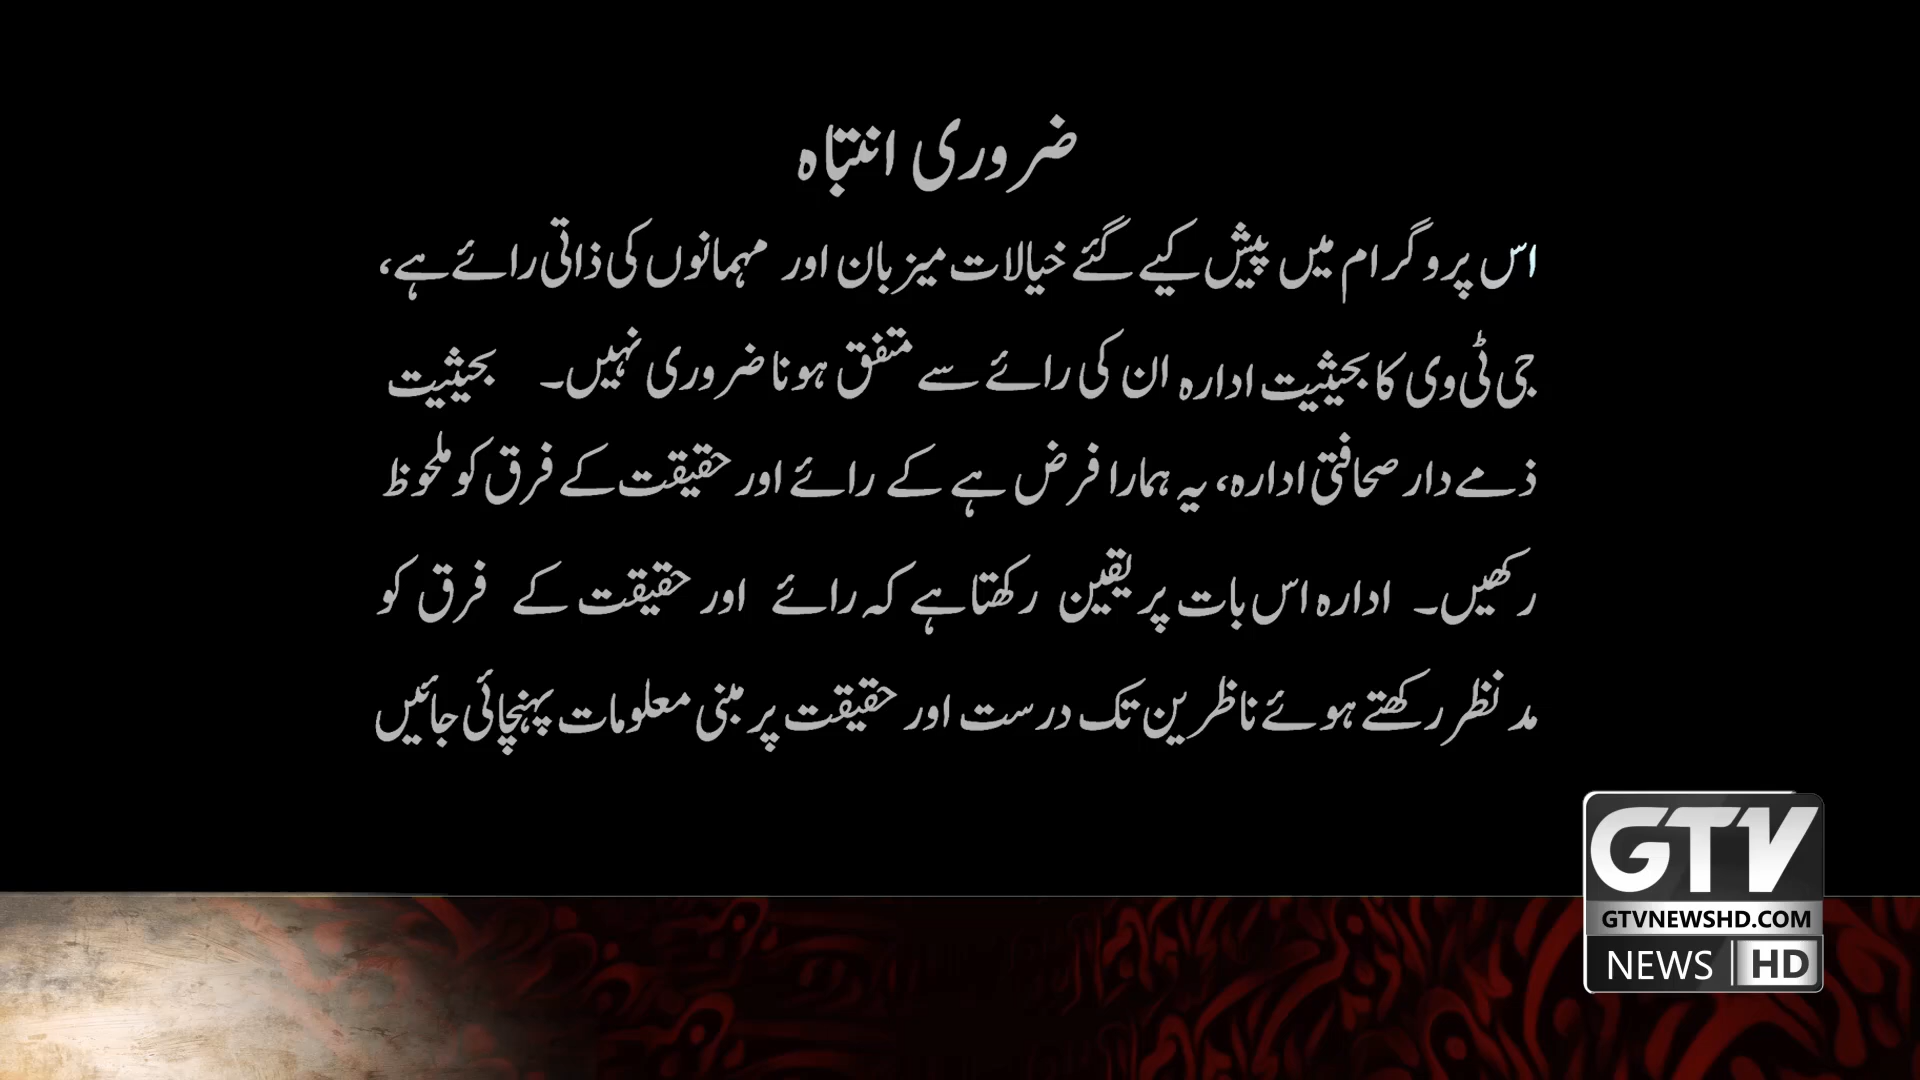 ضروری انتباہ
اس پروگرام میں پیش کیے گئے خیالات میزبان اور مہمانوں کی ذاتی رائے ہے،
جی ٹی وی کا بحیثیت ادارہ ان کی رائے سے متفق ہونا ضروری نہیں۔ بحیثیت
ذمے دار صحافتی ادارہ، یہ ہمارا فرض ہے کے رائے اور حقیقت کے فرق کو ملحوظ
رکھیں۔ ادارہ اس بات پر یقین رکھتا ہے کہ رائے اور حقیقت کے فرق کو
مد نظر رکھتے ہوئے ناظرین تک درست اور حقیقت پر مبنی معلومات پہنچائی جائیں
GTV
GTVNEWSHD.COM
NEWS HD